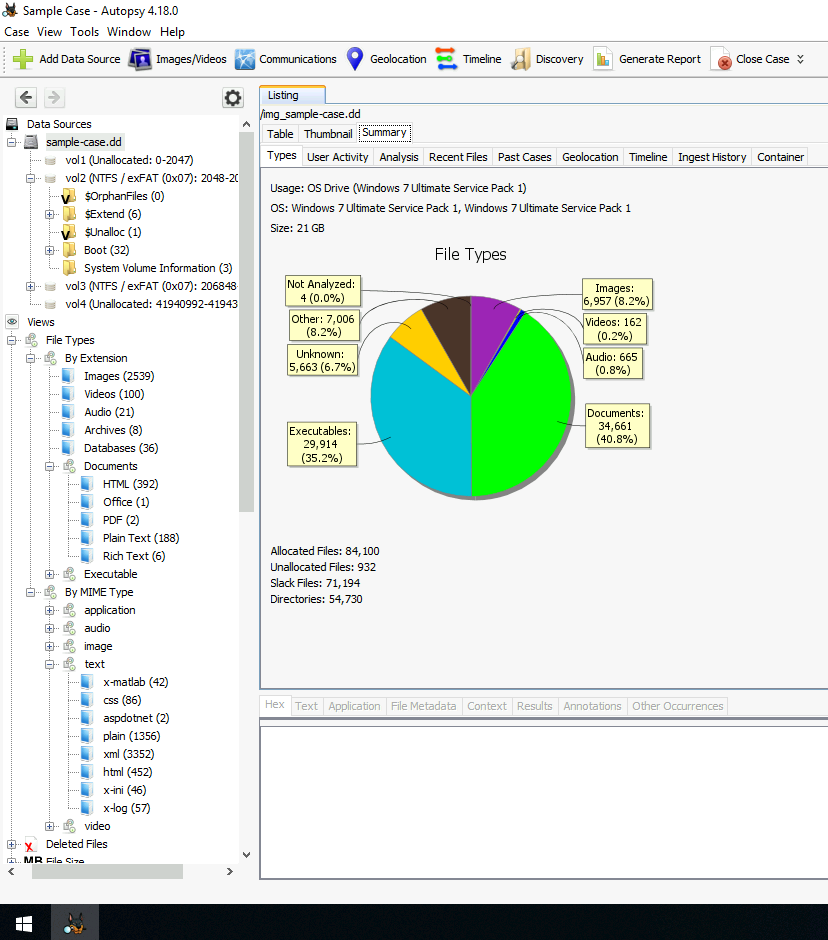 Sample Case - Autopsy 4.18.0
Case View Tools Window Help
Add Data Source Images/Videos Communications Geolocation Timeline Discovery Generate Report Close Case
Data Sources
sample-case.dd
vol1 (Unallocated: 0-2047)
vol2 (NTFS / exFAT (0x07): 2048-20
$OrphanFiles (0)
$Extend (6)
$Unalloc (1)
Boot (32)
System Volume Information (3)
vol3 (NTFS / exFAT (0x07): 206848
vol4 (Unallocated: 41940992-41943
Views
File Types
By Extension
Images (2539)
Videos (100)
Audio (21)
Archives (8)
Databases (36)
Documents
HTML (392)
Office (1)
PDF (2)
Plain Text (188)
Rich Text (6)
Executable
By MIME Type
application
audio
image
text
x-matlab (42)
css (86)
aspdotnet (2)
plain (1356)
xml (3352)
html (452)
x-ini (46)
x-log (57)
video
Deleted Files
MB File Size
Listing
/img_sample-case.dd
Table Thumbnail Summary
Types User Activity Analysis Recent Files Past Cases Geolocation Timeline Ingest History Container
Usage: OS Drive (Windows 7 Ultimate Service Pack 1)
OS: Windows 7 Ultimate Service Pack 1, Windows 7 Ultimate Service Pack 1
Size: 21 GB
File Types
Not Analyzed:
4 (0.0%)
Other: 7,006
(8.2%)
Unknown:
5,663 (6.7%)
Executables:
29,914
(35.2%)
Images:
6,957 (8.2%)
Videos: 162
(0.2%)
Audio: 665
(0.8%)
Documents:
34,661
(40.8%)
Allocated Files: 84,100
Unallocated Files: 932
Slack Files: 71,194
Directories: 54,730
Hex Text Application File Metadata Context Results Annotations Other Occurrences